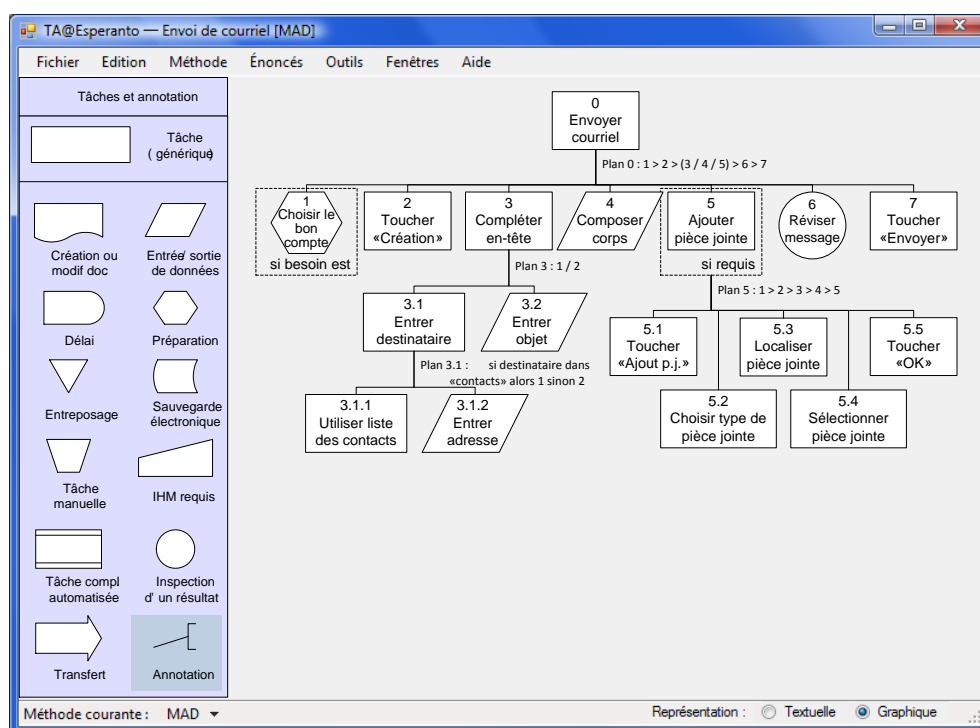 TA@Esperanto — Envoi de courriel [MAD]
Fichier Edition Méthode Énoncés Outils Fenêtres Aide
Tâches et annotation
Tâche
( générique)
Création ou
modif doc
Entrée/ sortie
de données
Délai
Préparation
Entreposage
Sauvegarde
électronique
Tâche
manuelle
IHM requis
Tâche compl
automatisée
Inspection
d' un résultat
Transfert
Annotation
0
Envoyer
courriel
Plan 0 : 1 > 2 > (3 / 4 / 5) > 6 > 7
1
Choisir le
bon
compte
si besoin est
2
Toucher
«Création»
3
Compléter
en-tête
4
Composer
corps
5
Ajouter
pièce jointe
si requis
6
Réviser
message
7
Toucher
«Envoyer»
Plan 3 : 1 / 2
Plan 5 : 1 > 2 > 3 > 4 > 5
3.1
Entrer
destinataire
3.2
Entrer
objet
Plan 3.1 : si destinataire dans
«contacts» alors 1 sinon 2
3.1.1
Utiliser liste
des contacts
3.1.2
Entrer
adresse
5.1
Toucher
«Ajout p.j.»
5.3
Localiser
pièce jointe
5.5
Toucher
«OK»
5.2
Choisir type de
pièce jointe
5.4
Sélectionner
pièce jointe
Méthode courante : MAD
Représentation : Textuelle Graphique